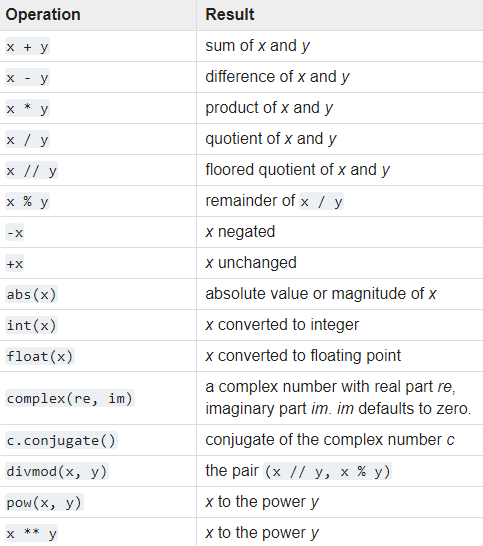 Operation Result
x + y sum of x and y
x - y difference of x and y
x * y product of x and y
x / y quotient of x and y
x // y floored quotient of x and y
x % y remainder of x / y
-x x negated
+x x unchanged
abs(x) absolute value or magnitude of x
int(x) x converted to integer
float(x) x converted to floating point
complex(re, im) a complex number with real part re,
imaginary part im. im defaults to zero.
c.conjugate() conjugate of the complex number c
divmod(x, y) the pair (x // y, x % y)
pow(x, y) x to the power y
x ** y x to the power y